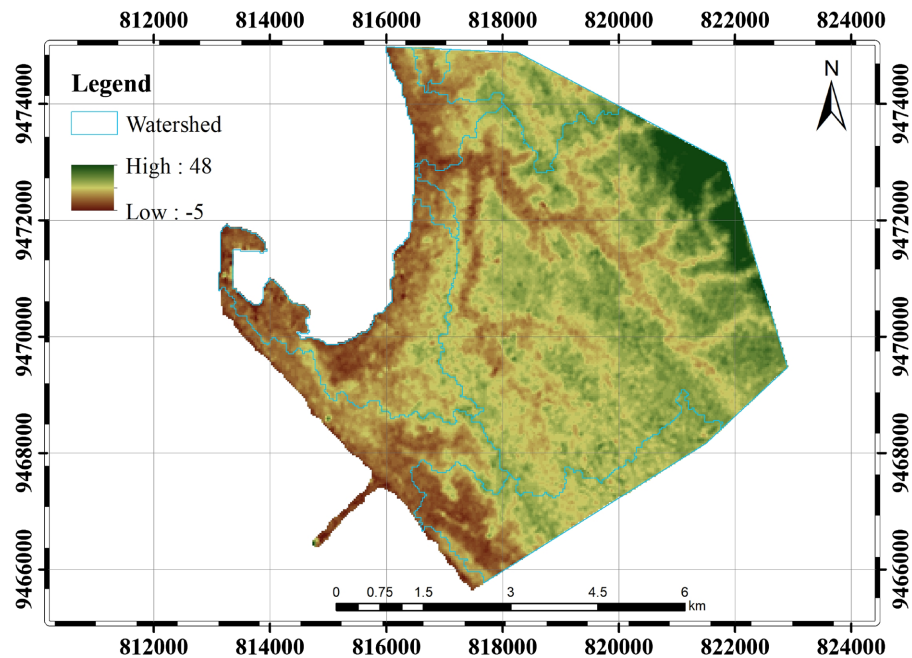 812000 814000 816000 818000 820000 822000 824000
Legend
Watershed
High : 48
Low : -5
N
9474000 9474000
9472000 9472000
9470000 9470000
9468000 9468000
9466000 9466000
0 0.75 1.5 3 4.5 6
km
812000 814000 816000 818000 820000 822000 824000